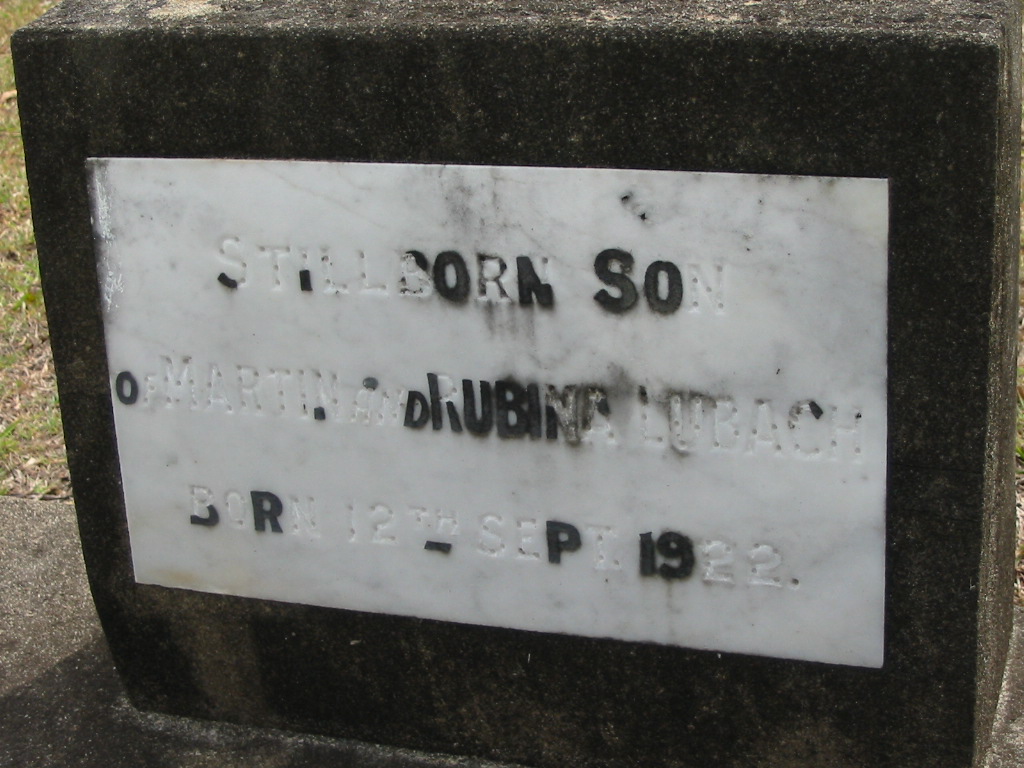 STILLBORN SON
OF MARTIN AND RUBINA LUBACH
BORN 12TH SEPT. 1922.